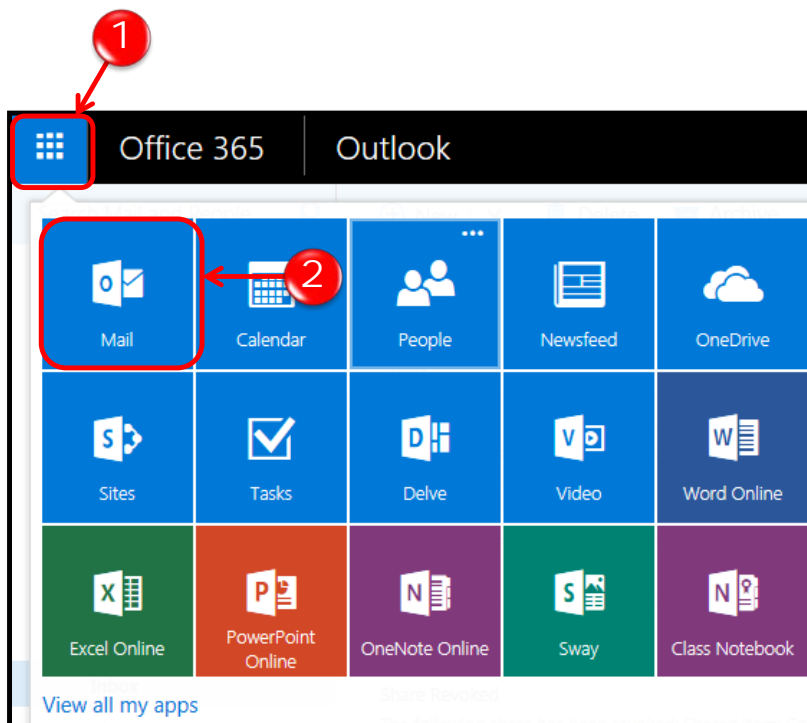 1
Office 365 Outlook
2
Mail Calendar People Newsfeed OneDrive
Sites Tasks Delve Video Word Online
Excel Online PowerPoint Online OneNote Online Sway Class Notebook
View all my apps